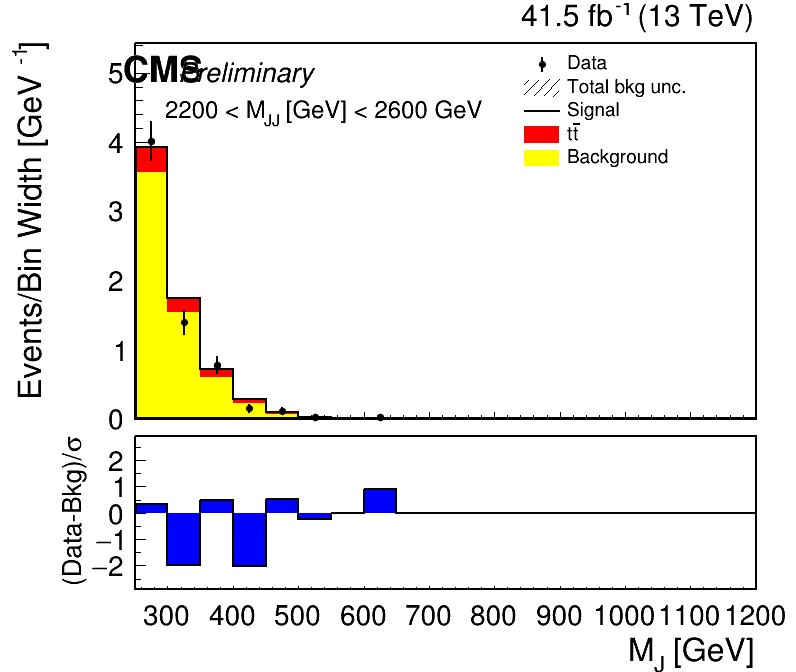 41.5 fb⁻¹ (13 TeV)
CMS Preliminary
2200 < M_JJ [GeV] < 2600 GeV
Data
Total bkg unc.
Signal
tt̄
Background
Events/Bin Width [GeV⁻¹]
5
4
3
2
1
0
(Data-Bkg)/σ
2
1
0
−1
−2
300 400 500 600 700 800 900 1000 1100 1200
M_J [GeV]